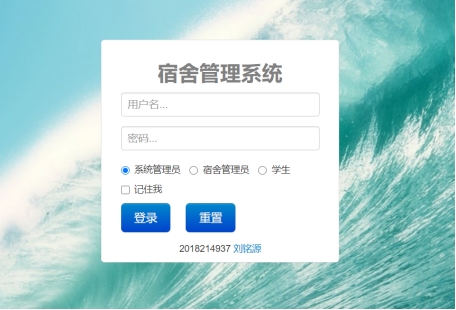 宿舍管理系统
用户名...
密码...
系统管理员 宿舍管理员 学生
记住我
登录 重置
2018214937 刘铭源